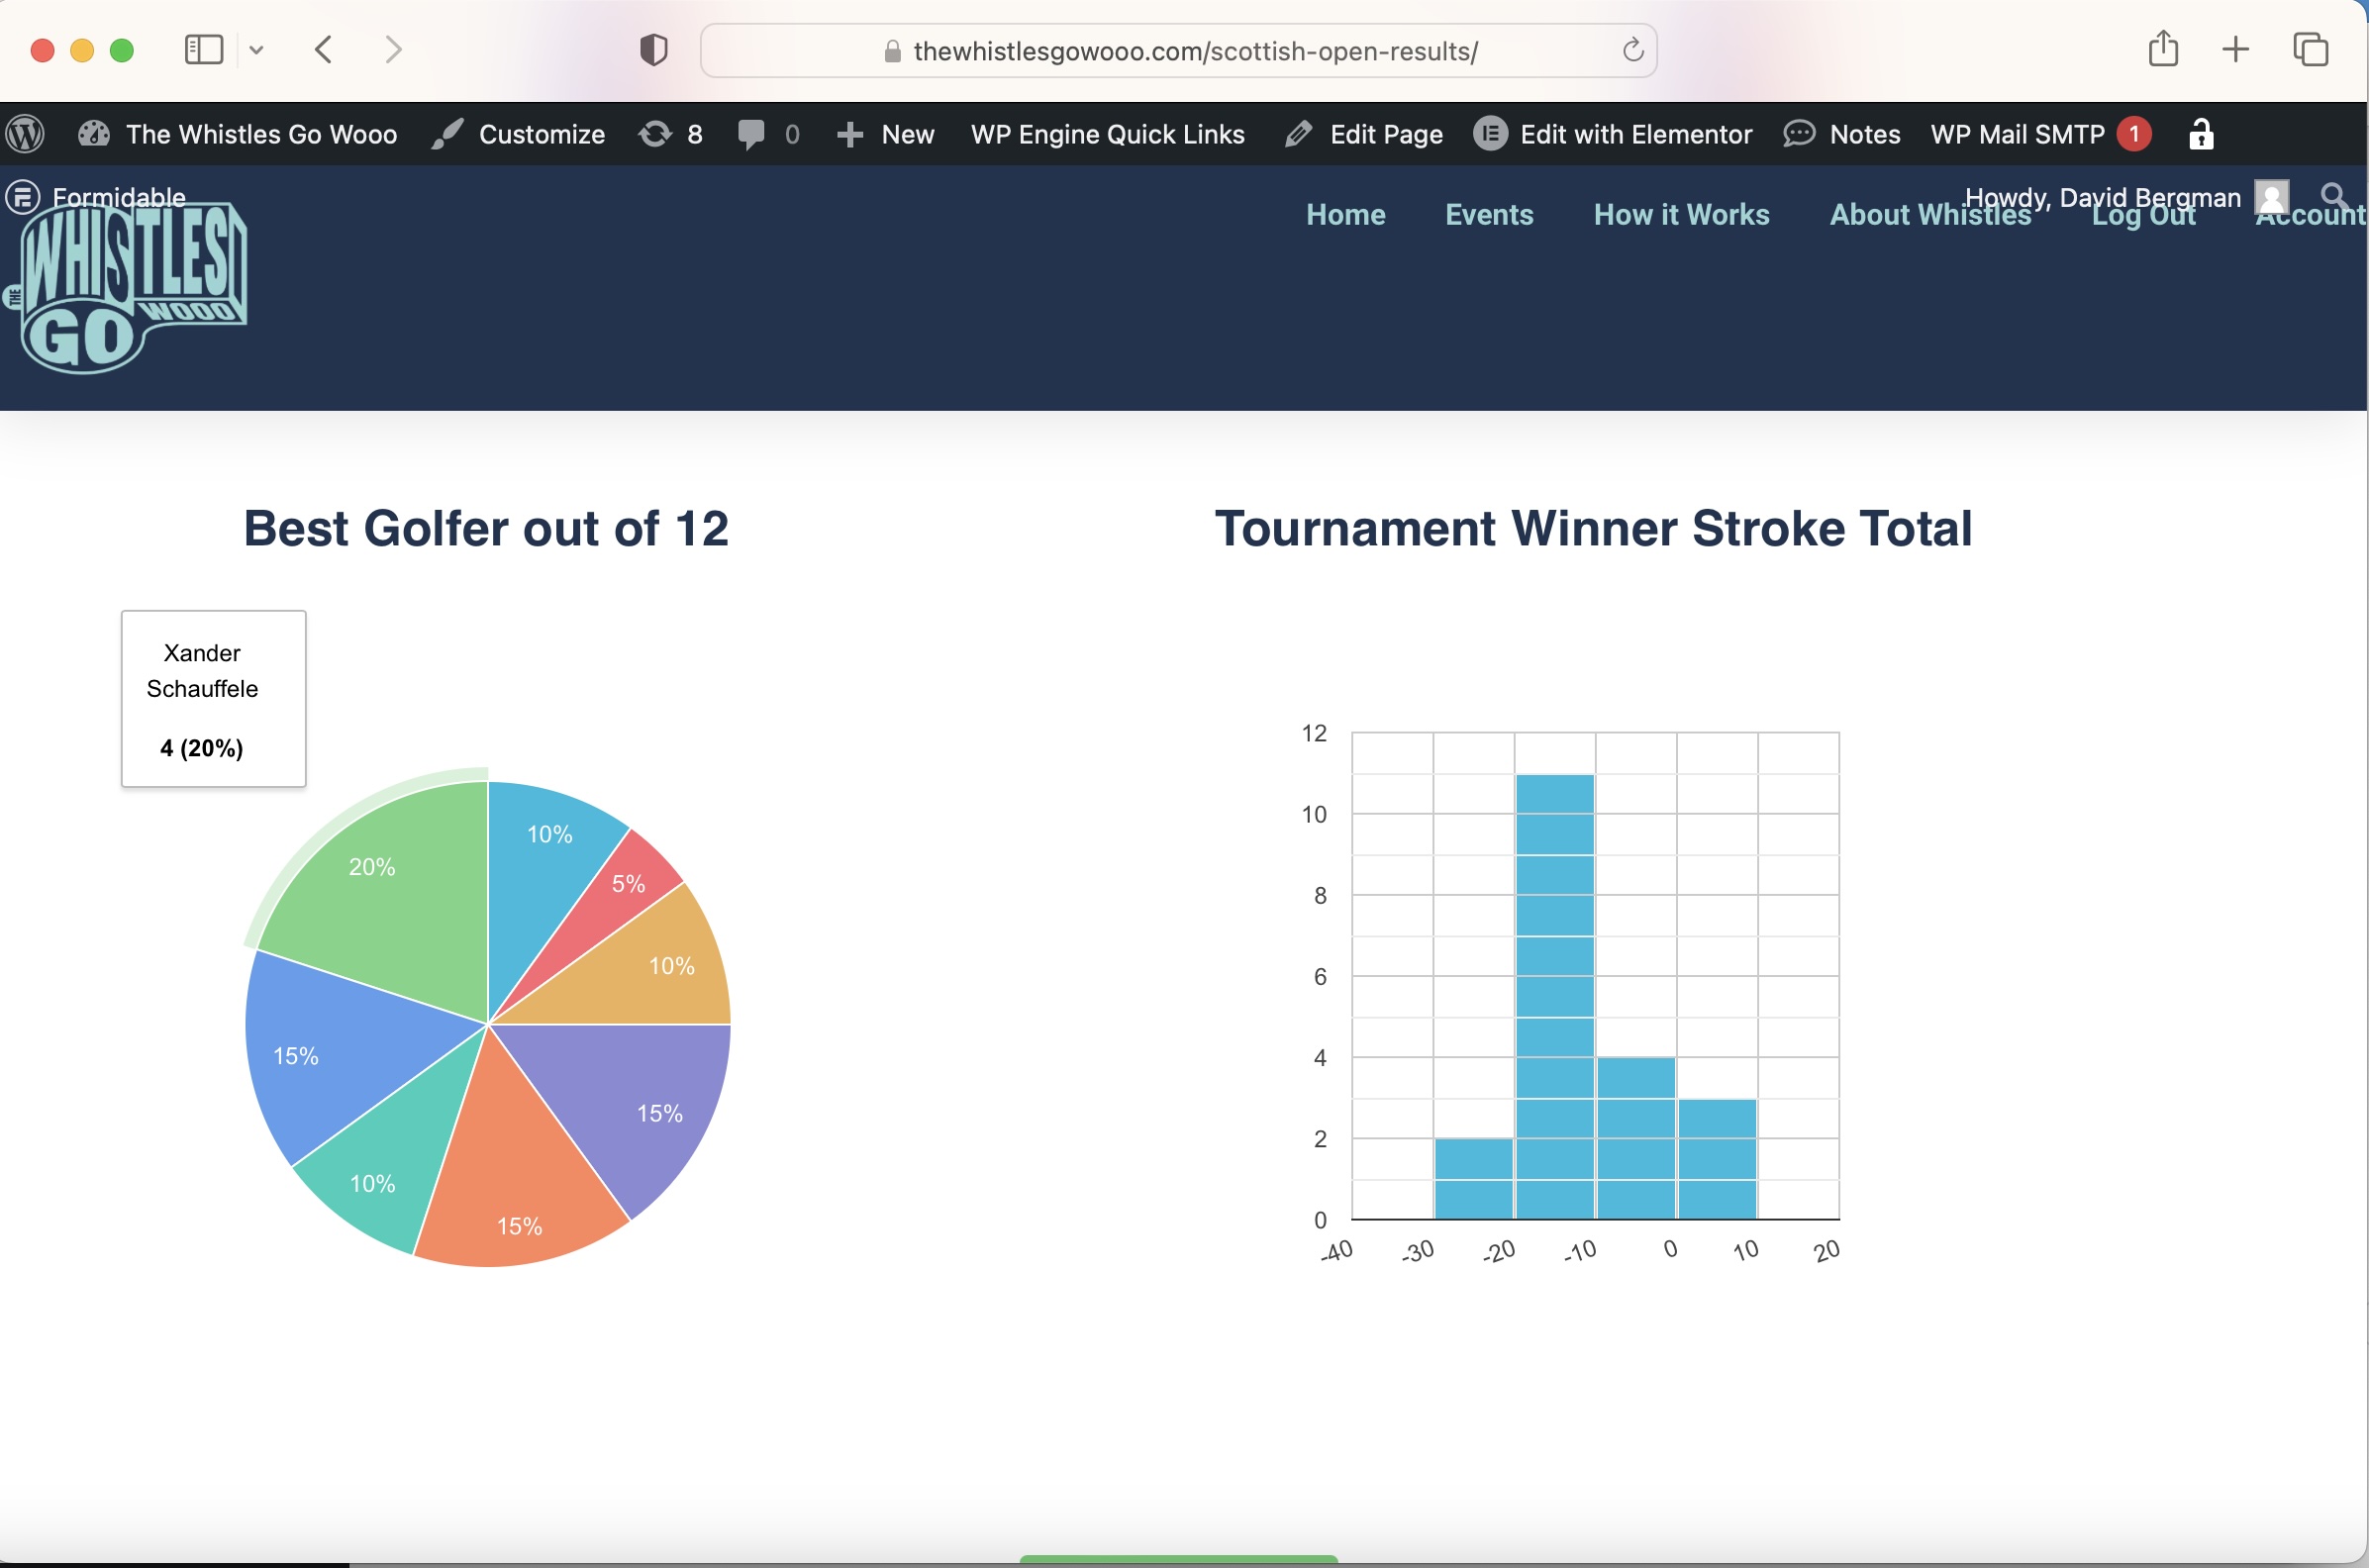 thewhistlesgowooo.com/scottish-open-results/
The Whistles Go Wooo Customize 8 0 New WP Engine Quick Links Edit Page Edit with Elementor Notes WP Mail SMTP 1
Formidable Howdy, David Bergman
Home Events How it Works About Whistles Log Out Account
THE WHISTLES
GO WOOO
Best Golfer out of 12
Tournament Winner Stroke Total
Xander
Schauffele
4 (20%)
10%
5%
10%
15%
15%
10%
15%
20%
12
10
8
6
4
2
0
-40 -30 -20 -10 0 10 20